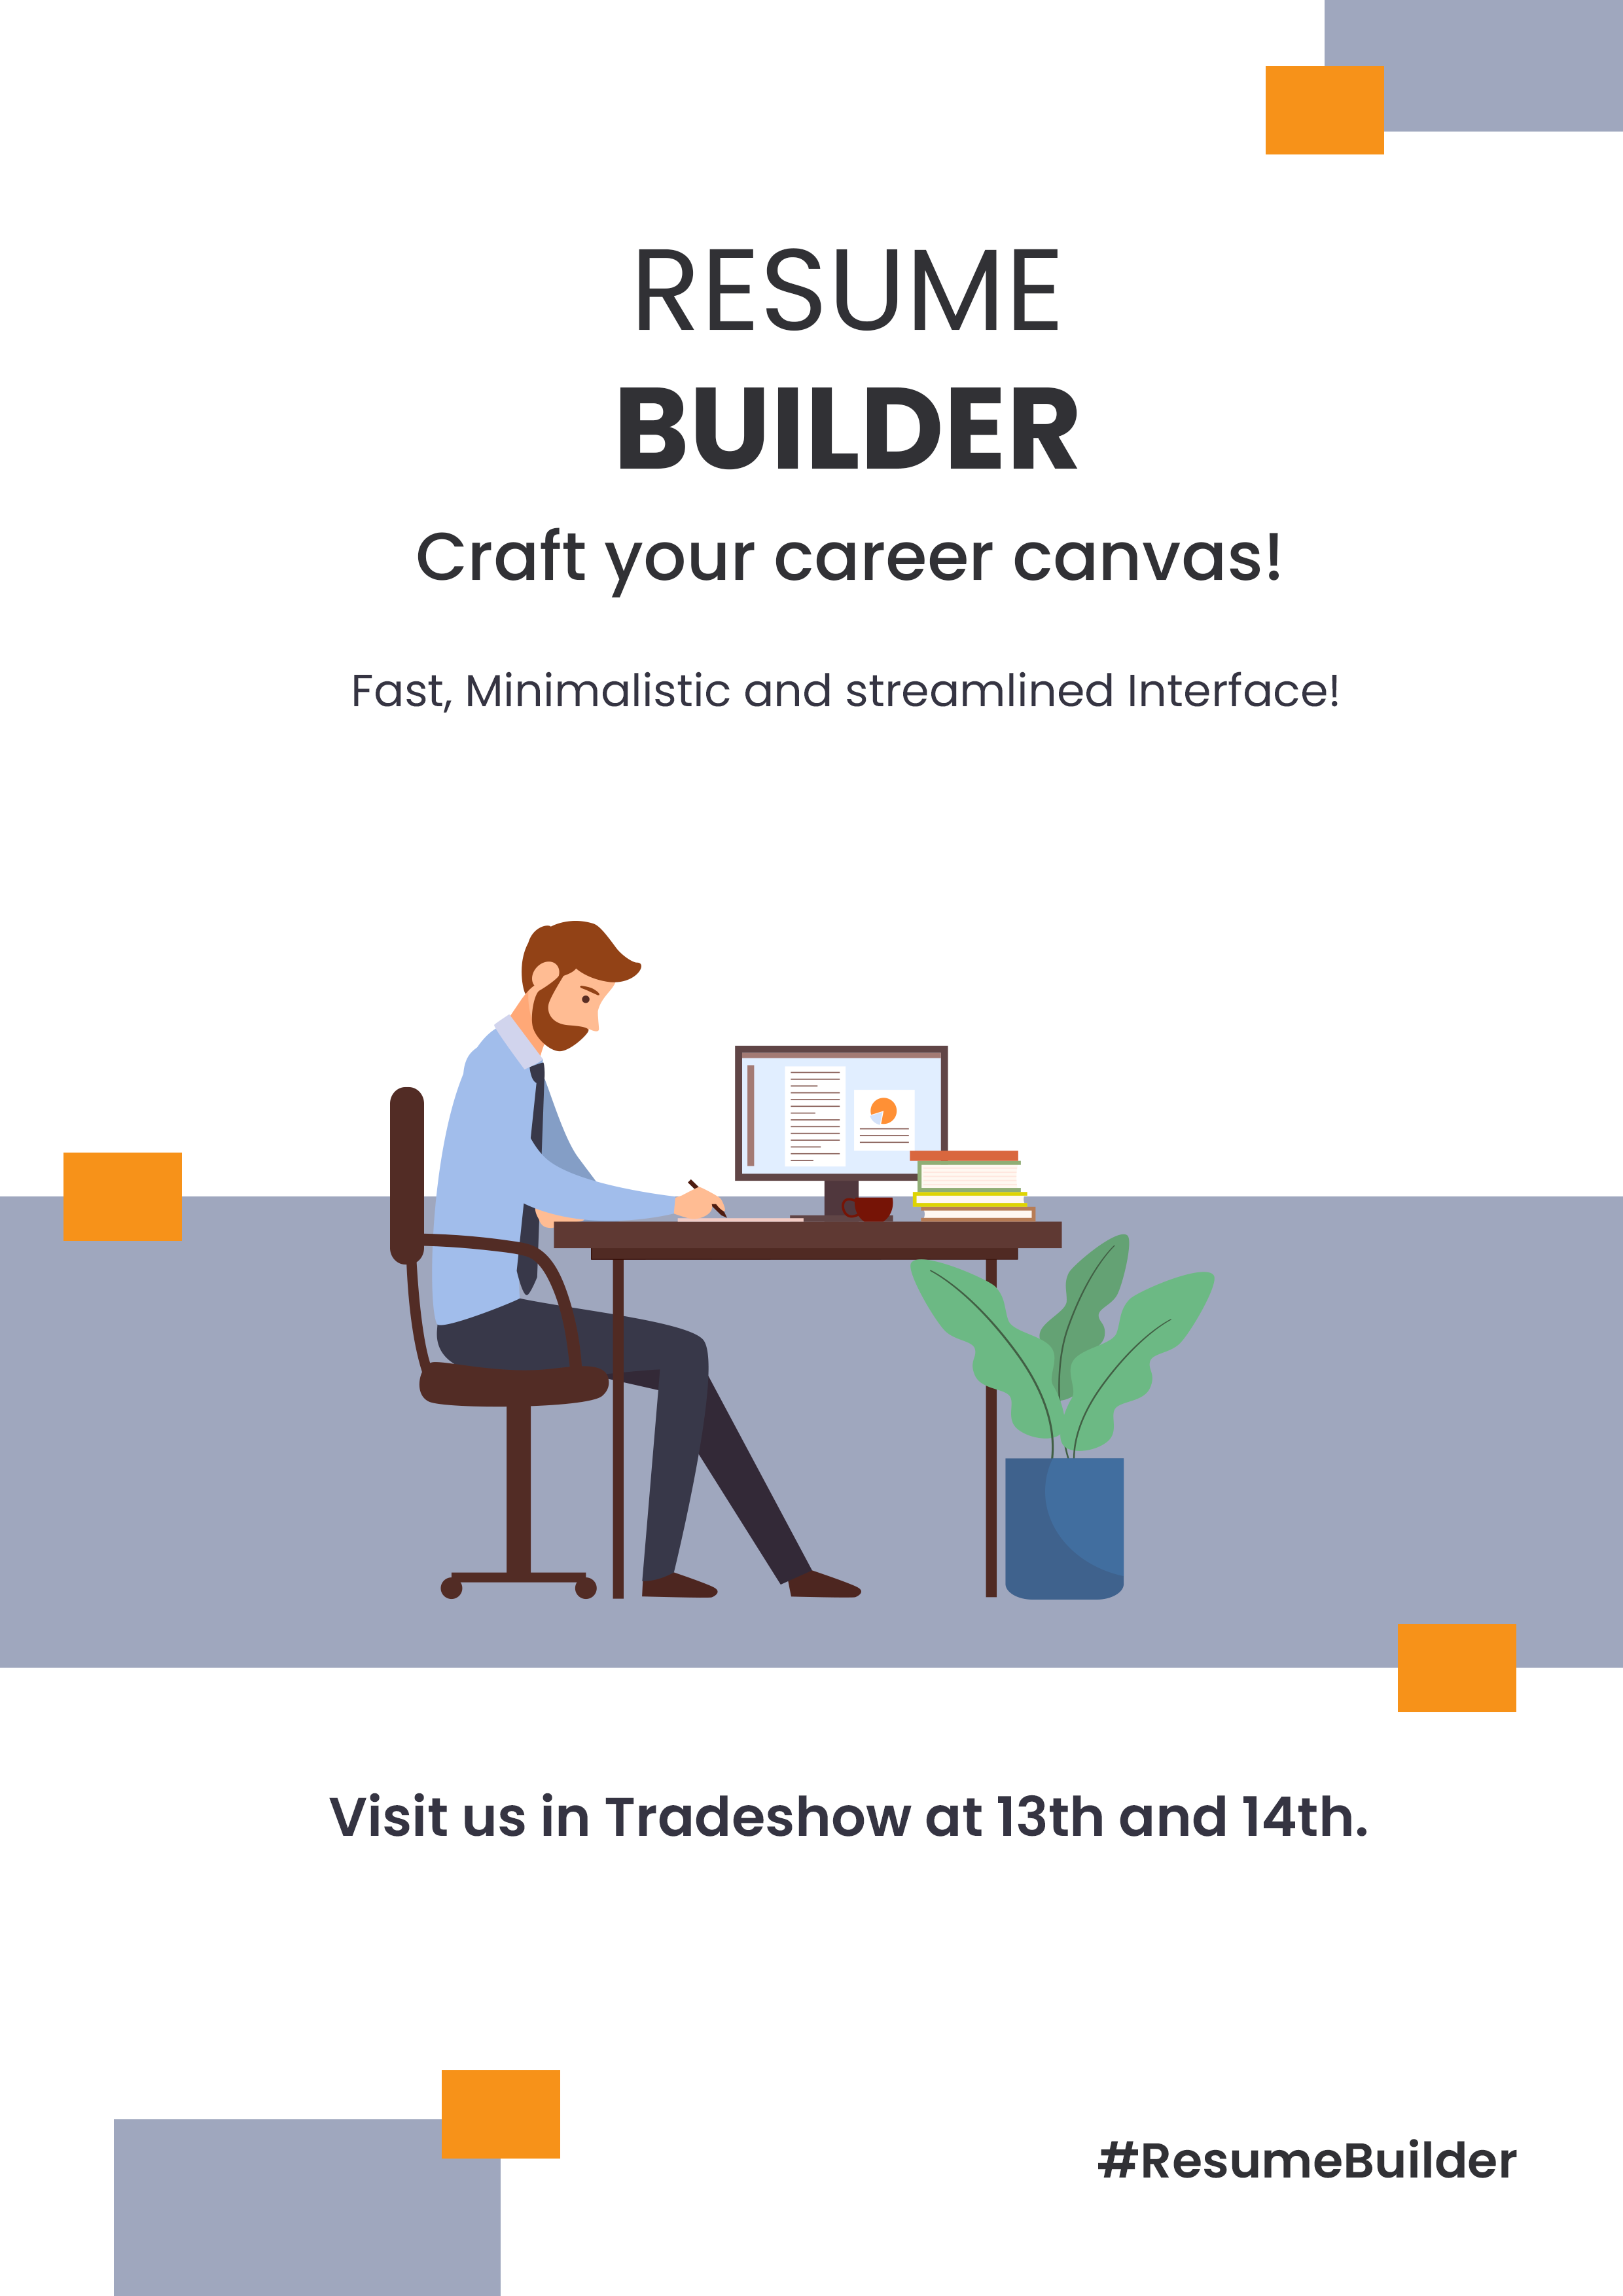 RESUME
BUILDER
Craft your career canvas!
Fast, Minimalistic and streamlined Interface!
Visit us in Tradeshow at 13th and 14th.
#ResumeBuilder